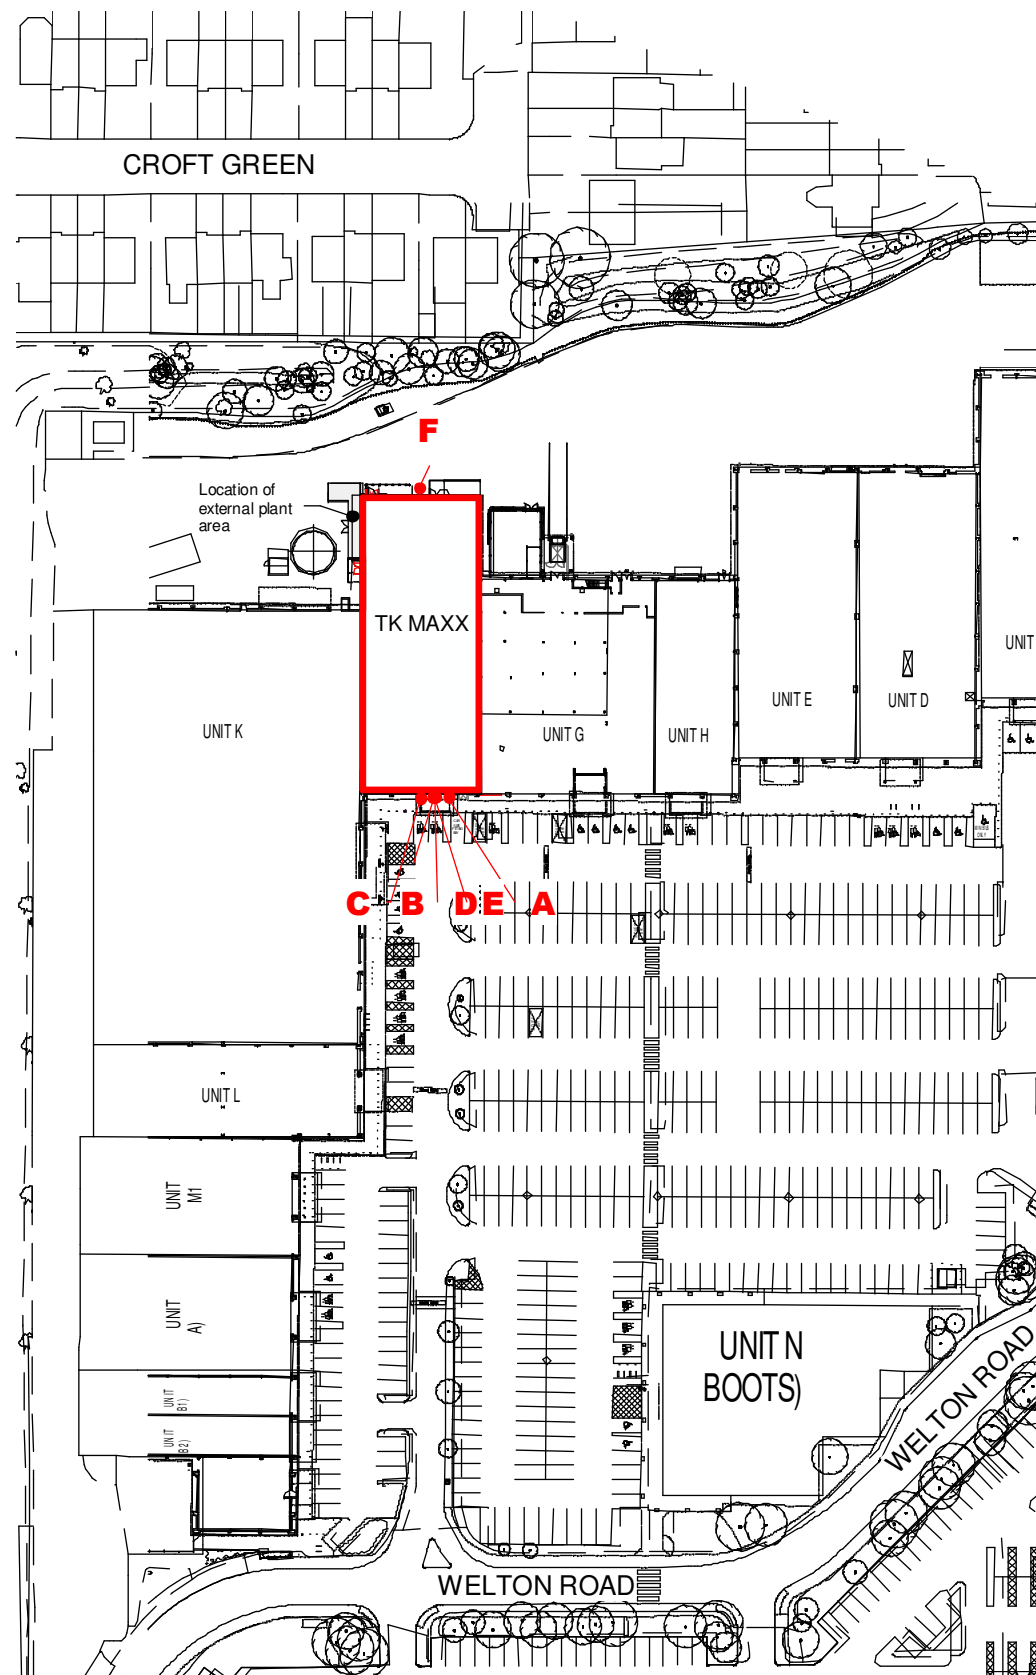 CROFT GREEN
F
Location of
external plant
area
TK MAXX
UNIT
UNIT E
UNIT D
UNIT K
UNIT G
UNIT H
C B DE A
UNIT L
UNIT
M1
UNIT
A)
UNIT N
BOOTS)
UNIT
B1)
UNIT
B2)
WELTON ROAD
WELTON ROAD